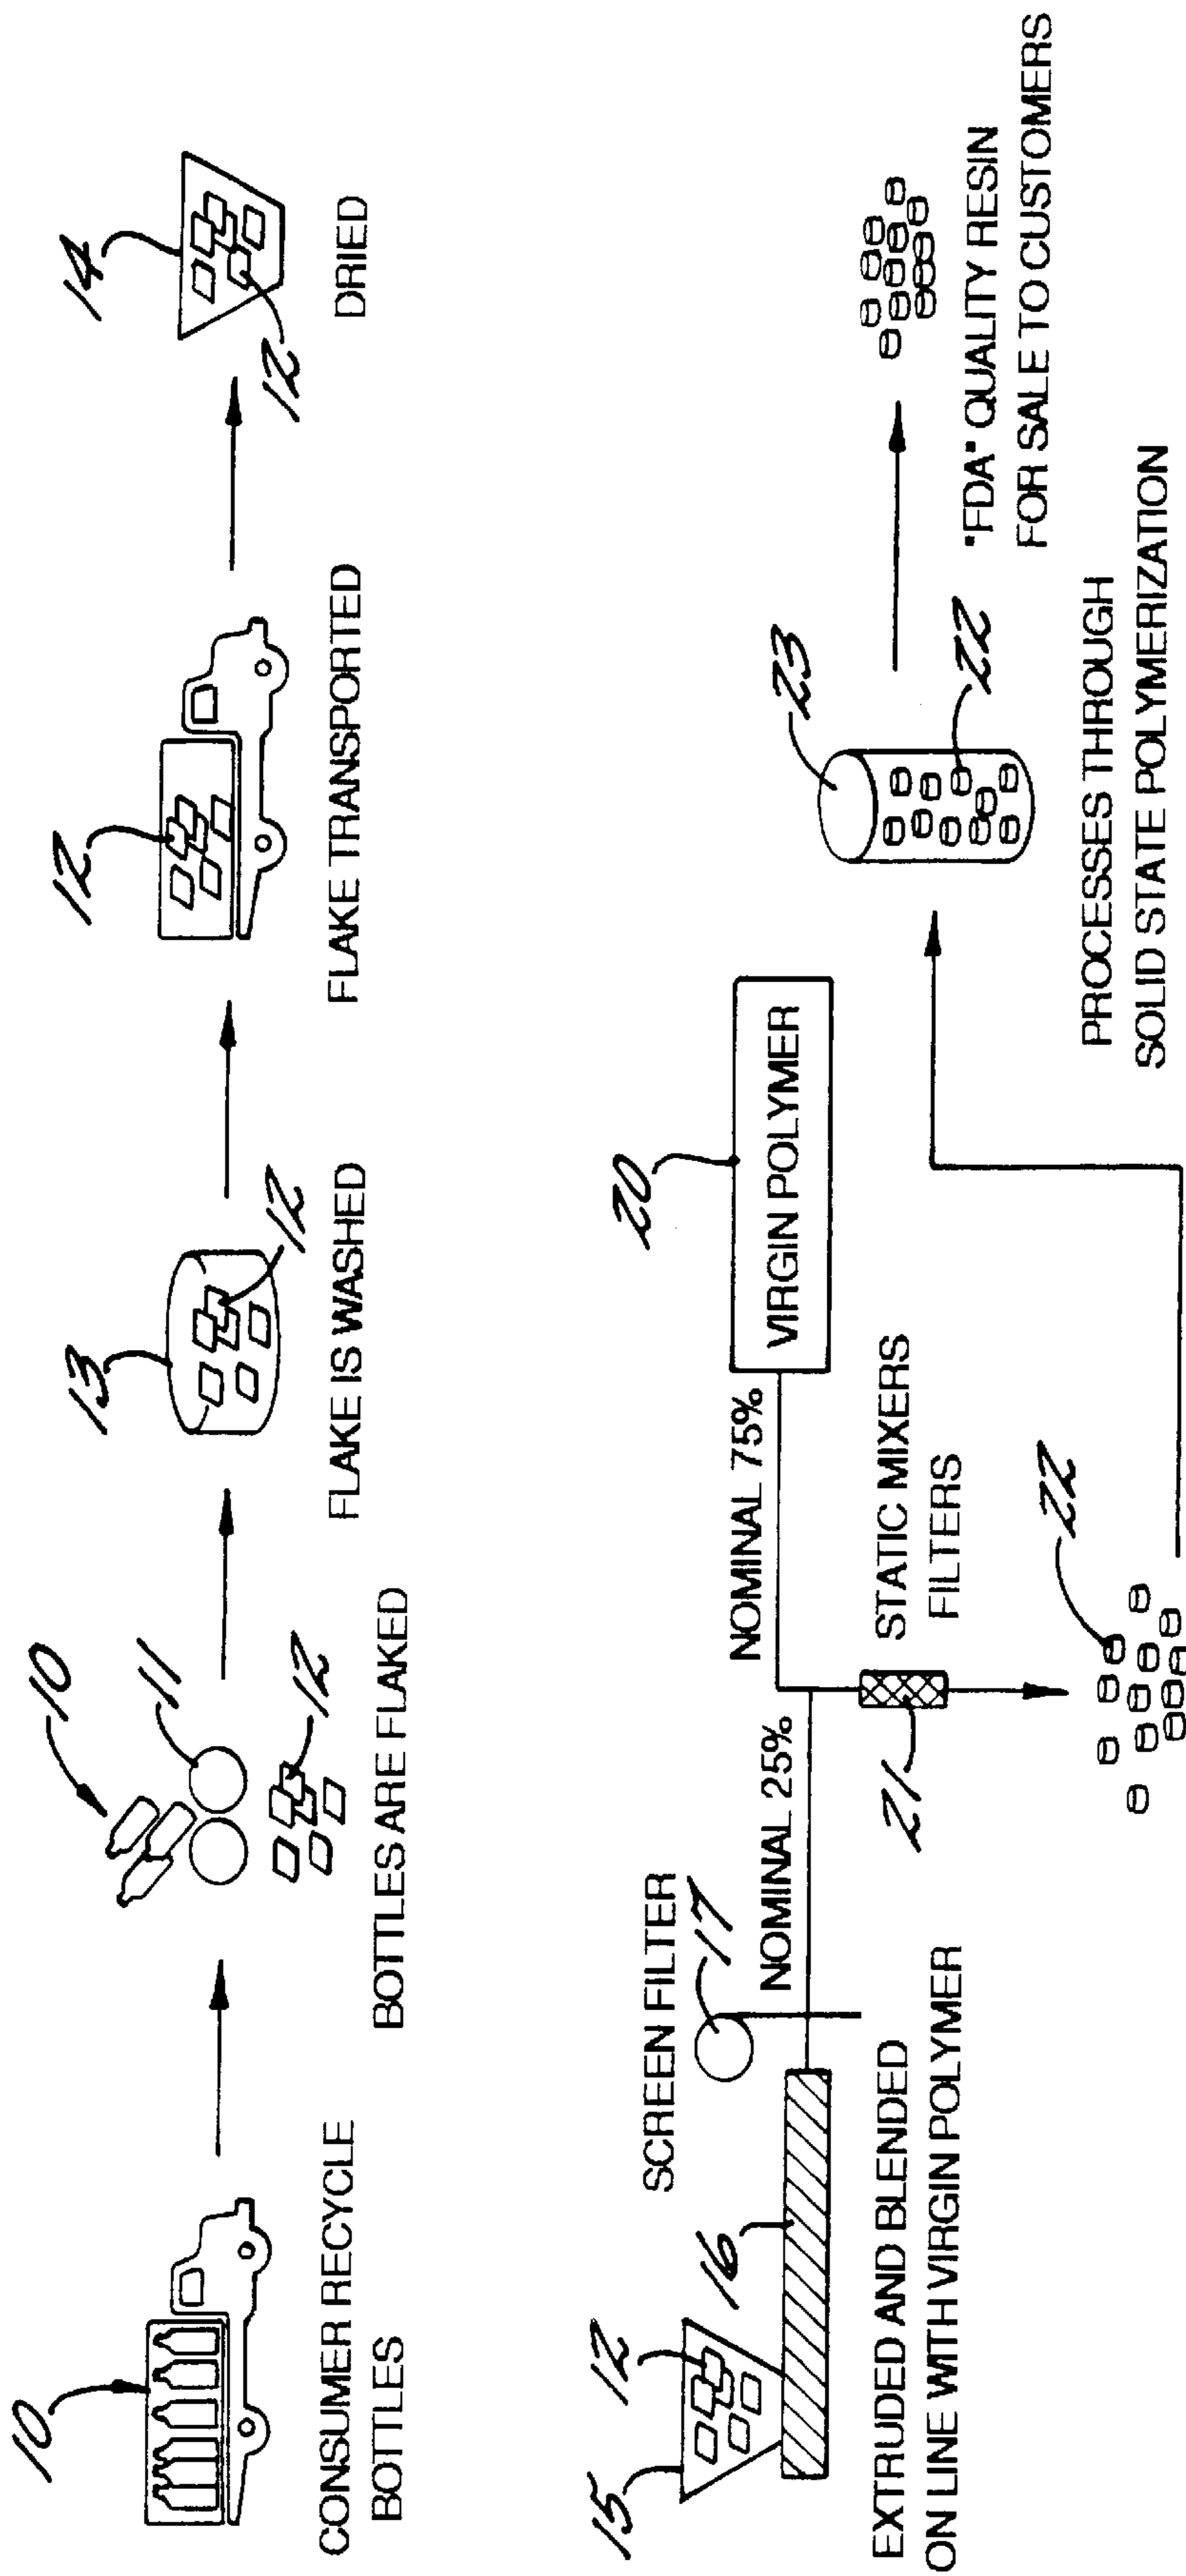 10
CONSUMER RECYCLE
BOTTLES
10
11
12
BOTTLES ARE FLAKED
13
12
FLAKE IS WASHED
12
FLAKE TRANSPORTED
14
12
DRIED
15
12
16
SCREEN FILTER
17
EXTRUDED AND BLENDED
ON LINE WITH VIRGIN POLYMER
NOMINAL 25%
NOMINAL 75%
20
VIRGIN POLYMER
21
STATIC MIXERS
FILTERS
22
23
22
PROCESSES THROUGH
SOLID STATE POLYMERIZATION
"FDA" QUALITY RESIN
FOR SALE TO CUSTOMERS